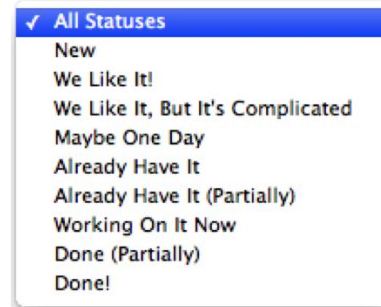 ✓ All Statuses
New
We Like It!
We Like It, But It's Complicated
Maybe One Day
Already Have It
Already Have It (Partially)
Working On It Now
Done (Partially)
Done!